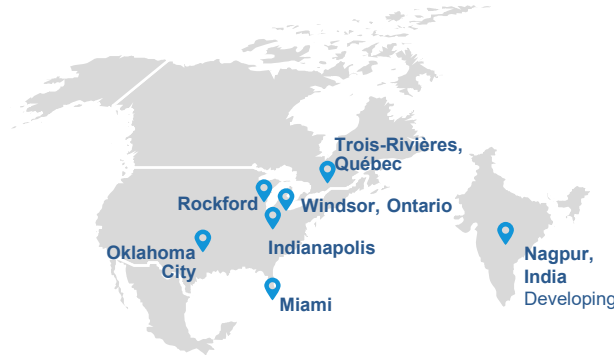 Trois-Rivières,
Québec
Rockford
Windsor, Ontario
Indianapolis
Oklahoma
City
Miami
Nagpur,
India
Developing